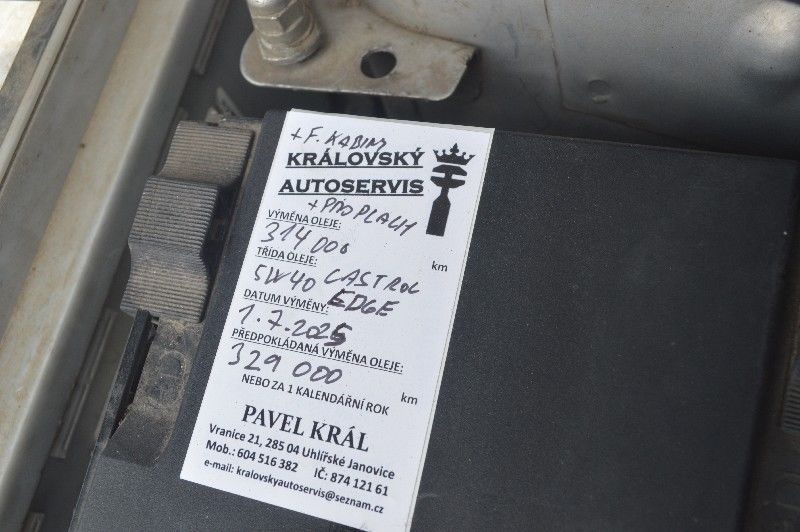 + F. KABINY
KRÁLOVSKÝ
AUTOSERVIS
+ PROPLACH
VÝMĚNA OLEJE:
314 000 km
TŘÍDA OLEJE:
5W40 CASTROL
EDGE
DATUM VÝMĚNY:
1.7.2025
PŘEDPOKLÁDANÁ VÝMĚNA OLEJE:
329 000 km
NEBO ZA 1 KALENDÁŘNÍ ROK
PAVEL KRÁL
Vranice 21, 285 04 Uhlířské Janovice
Mob.: 604 516 382 IČ: 874 121 61
e-mail: kralovskyautoservis@seznam.cz